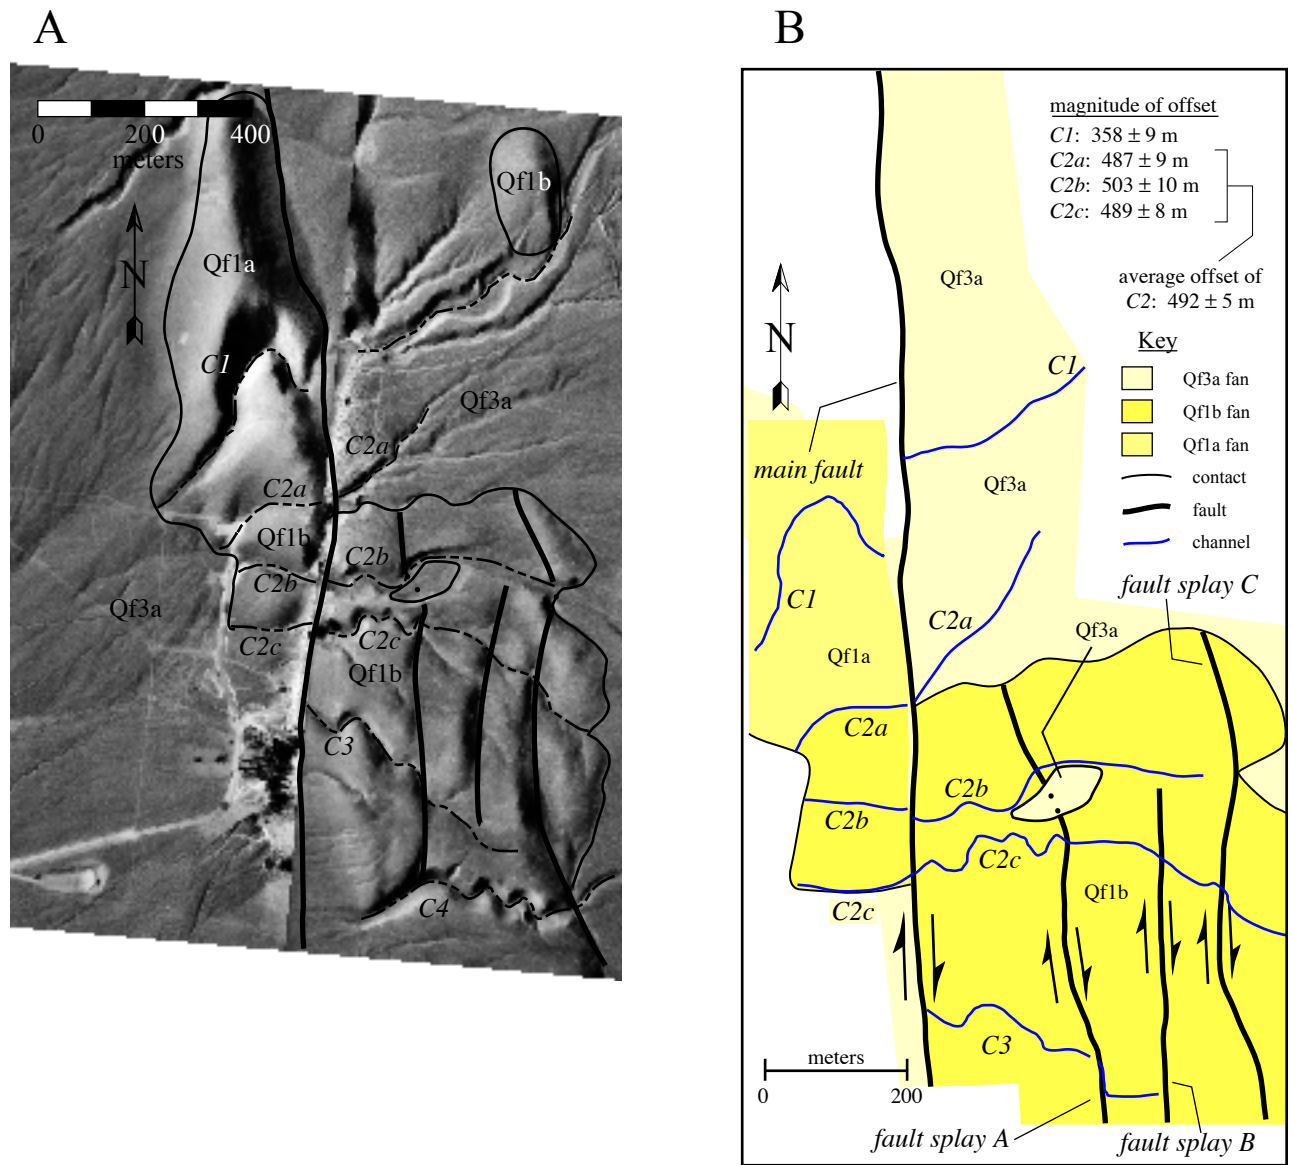 A
0 200 400
meters
Qf1b
N
Qf1a
C1
Qf3a
C2a
C2a
Qf1b
C2b
C2b
Qf3a
C2c
C2c
Qf1b
C3
C4
B
magnitude of offset
C1: 358 ± 9 m
C2a: 487 ± 9 m
C2b: 503 ± 10 m
C2c: 489 ± 8 m
average offset of
C2: 492 ± 5 m
Qf3a
N
Key
Qf3a fan
Qf1b fan
Qf1a fan
contact
fault
channel
C1
main fault
Qf3a
fault splay C
C1
C2a
Qf3a
Qf1a
C2a
C2b
C2b
C2c
Qf1b
C2c
C3
meters
0 200
fault splay A
fault splay B